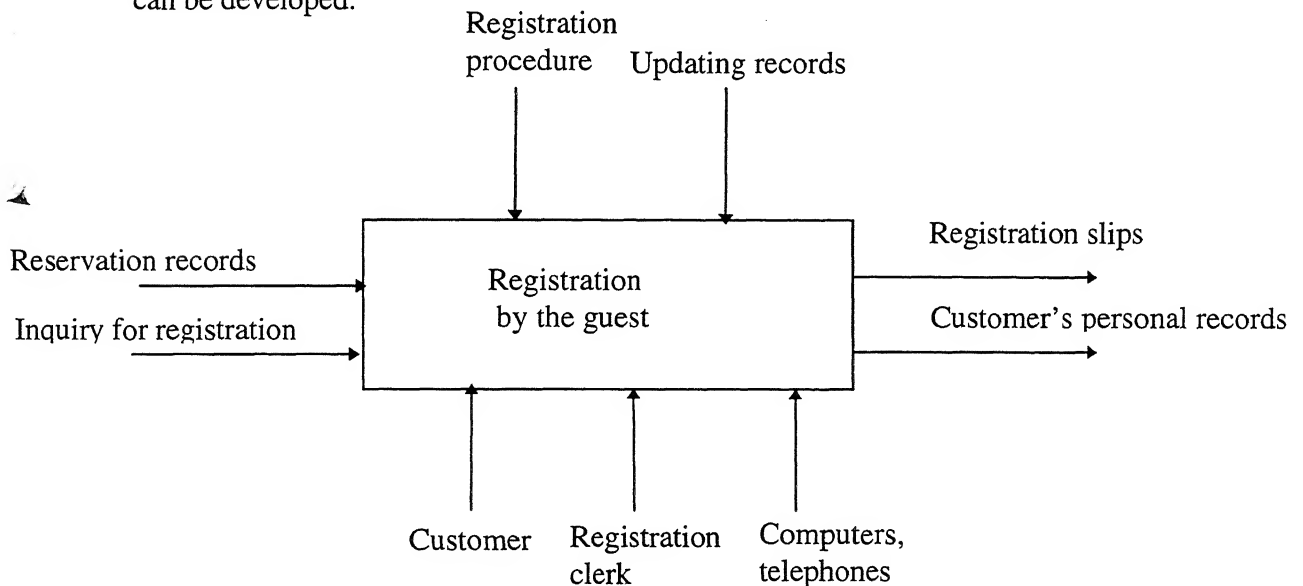 can be developed.
Registration
procedure
Updating records
Reservation records
Registration slips
Registration
by the guest
Inquiry for registration
Customer's personal records
Customer
Registration
clerk
Computers,
telephones